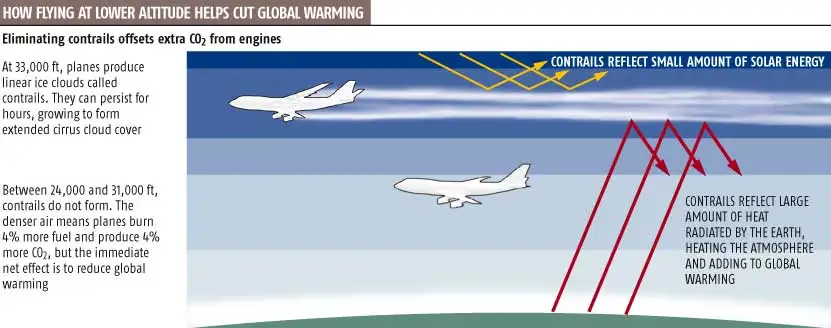 HOW FLYING AT LOWER ALTITUDE HELPS CUT GLOBAL WARMING
Eliminating contrails offsets extra CO₂ from engines
At 33,000 ft, planes produce
linear ice clouds called
contrails. They can persist for
hours, growing to form
extended cirrus cloud cover
CONTRAILS REFLECT SMALL AMOUNT OF SOLAR ENERGY
Between 24,000 and 31,000 ft,
contrails do not form. The
denser air means planes burn
4% more fuel and produce 4%
more CO₂, but the immediate
net effect is to reduce global
warming
CONTRAILS REFLECT LARGE
AMOUNT OF HEAT
RADIATED BY THE EARTH,
HEATING THE ATMOSPHERE
AND ADDING TO GLOBAL
WARMING